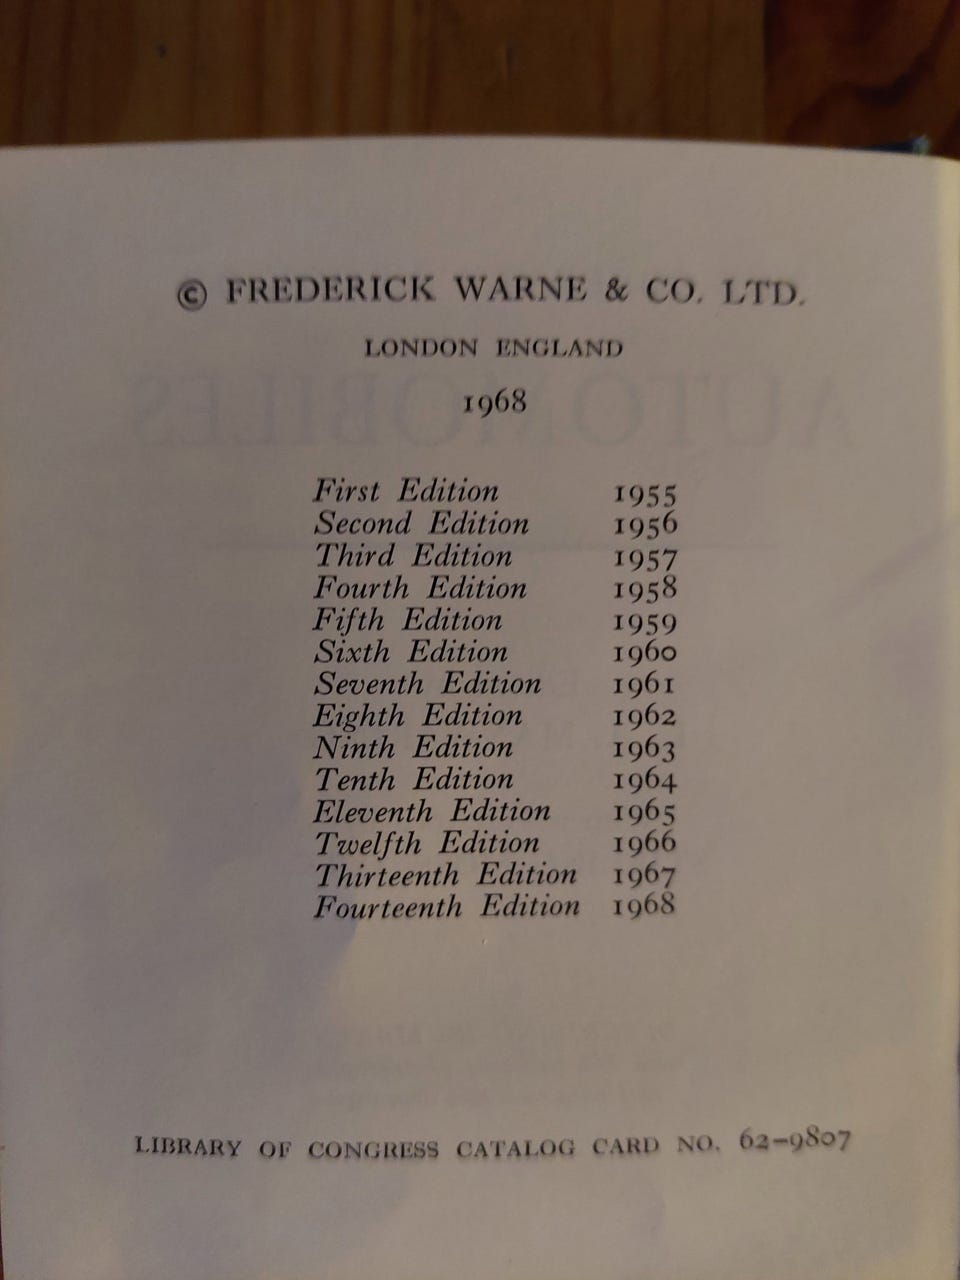 © FREDERICK WARNE & CO. LTD.
LONDON ENGLAND
1968
First Edition 1955
Second Edition 1956
Third Edition 1957
Fourth Edition 1958
Fifth Edition 1959
Sixth Edition 1960
Seventh Edition 1961
Eighth Edition 1962
Ninth Edition 1963
Tenth Edition 1964
Eleventh Edition 1965
Twelfth Edition 1966
Thirteenth Edition 1967
Fourteenth Edition 1968
LIBRARY OF CONGRESS CATALOG CARD NO. 62-9807